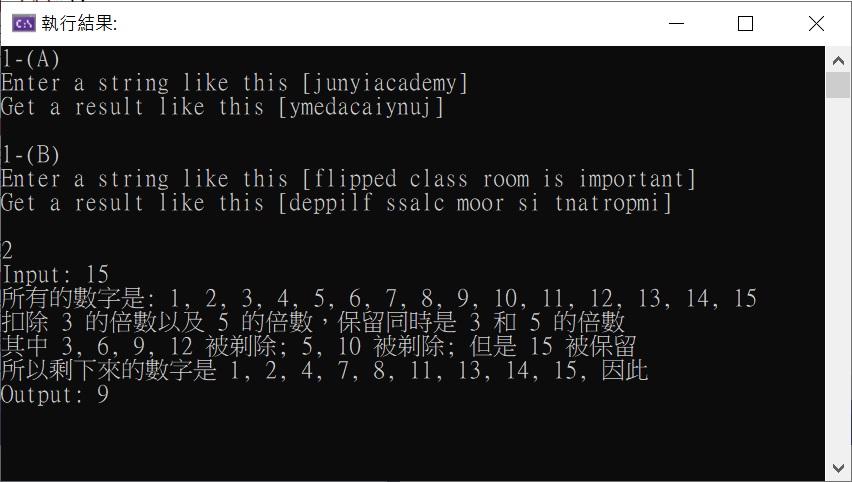 執行結果:
1-(A)
Enter a string like this [junyiacademy]
Get a result like this [ymedacaiynuj]
1-(B)
Enter a string like this [flipped class room is important]
Get a result like this [deppilf ssalc moor si tnatropmi]
2
Input: 15
所有的數字是: 1, 2, 3, 4, 5, 6, 7, 8, 9, 10, 11, 12, 13, 14, 15
扣除 3 的倍數以及 5 的倍數，保留同時是 3 和 5 的倍數
其中 3, 6, 9, 12 被剃除; 5, 10 被剃除; 但是 15 被保留
所以剩下來的數字是 1, 2, 4, 7, 8, 11, 13, 14, 15, 因此
Output: 9